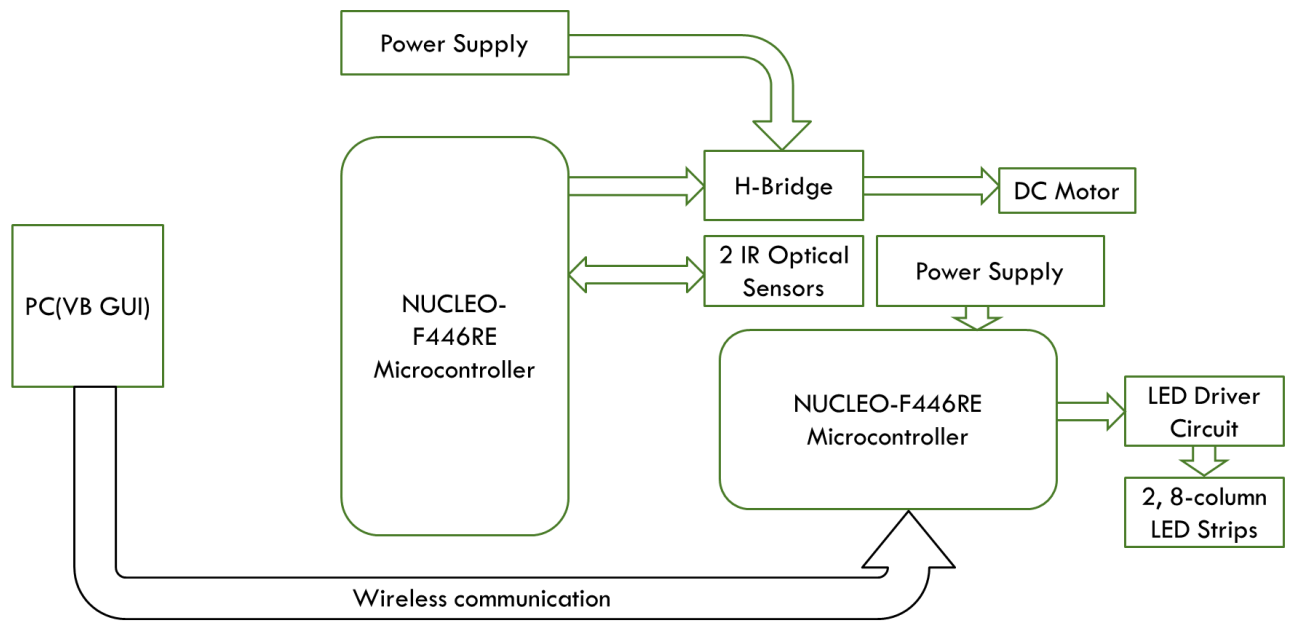 Power Supply
H-Bridge
DC Motor
PC(VB GUI)
NUCLEO-
F446RE
Microcontroller
2 IR Optical
Sensors
Power Supply
NUCLEO-F446RE
Microcontroller
LED Driver
Circuit
2, 8-column
LED Strips
Wireless communication